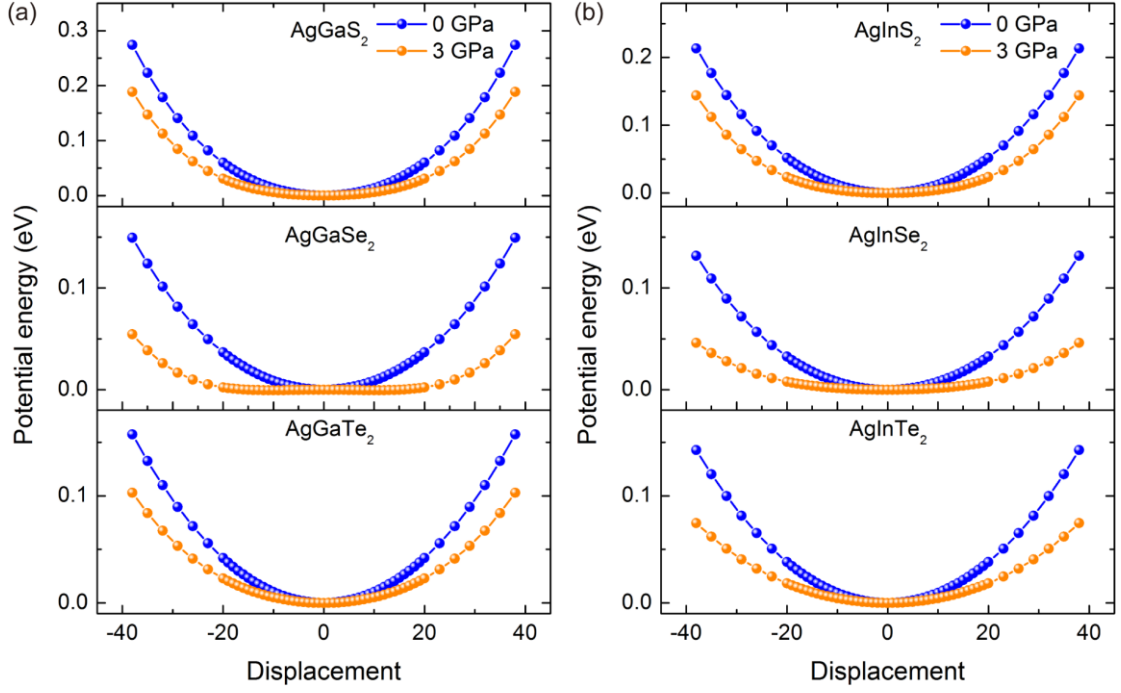 (a)
AgGaS2
0 GPa
3 GPa
0.3
0.2
0.1
0.0
AgGaSe2
0.1
0.0
AgGaTe2
0.1
0.0
Potential energy (eV)
-40 -20 0 20 40
Displacement
(b)
AgInS2
0 GPa
3 GPa
0.2
0.1
0.0
AgInSe2
0.1
0.0
AgInTe2
0.1
0.0
Potential energy (eV)
-40 -20 0 20 40
Displacement